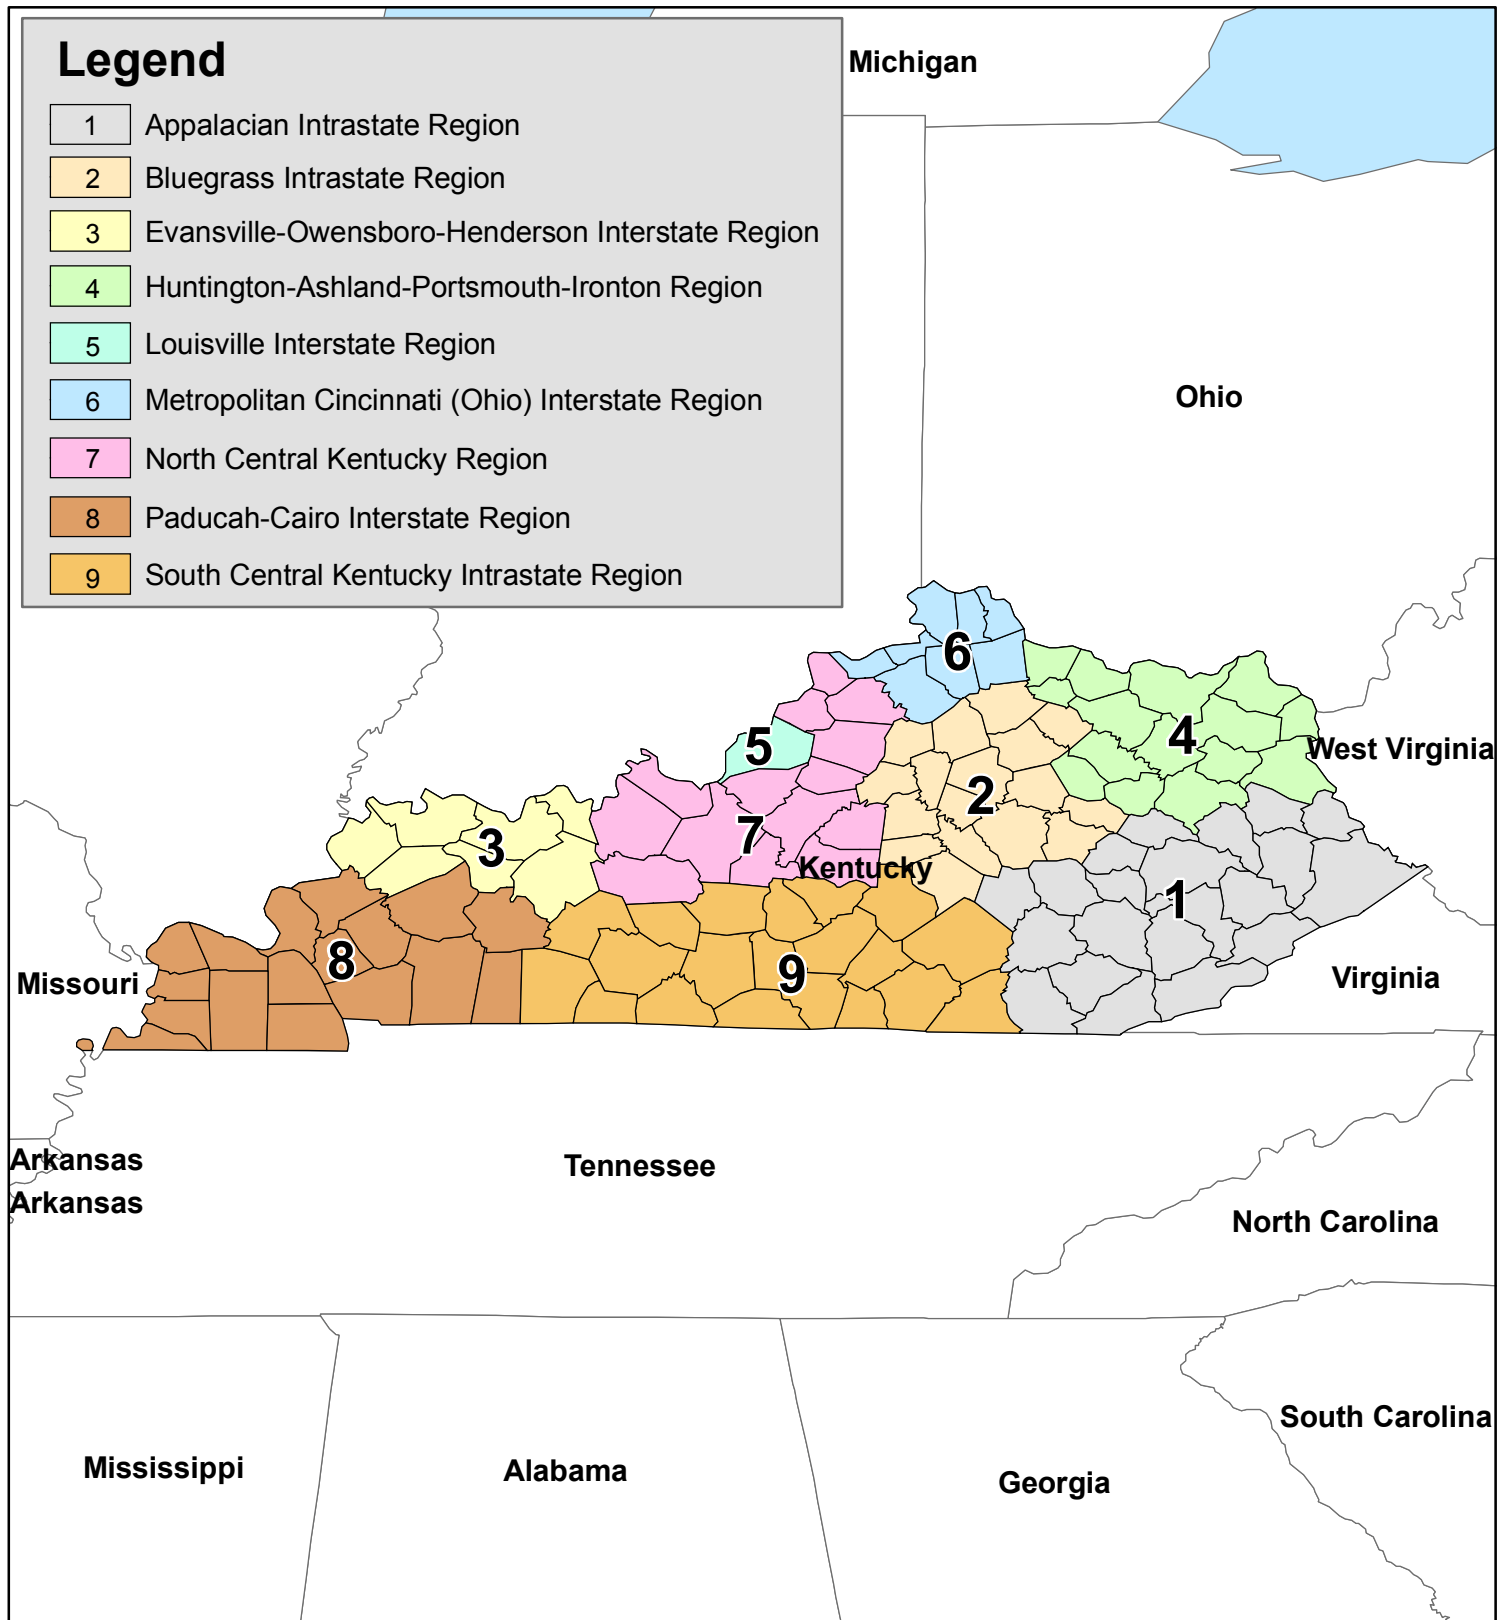 Legend
1 Appalacian Intrastate Region
2 Bluegrass Intrastate Region
3 Evansville-Owensboro-Henderson Interstate Region
4 Huntington-Ashland-Portsmouth-Ironton Region
5 Louisville Interstate Region
6 Metropolitan Cincinnati (Ohio) Interstate Region
7 North Central Kentucky Region
8 Paducah-Cairo Interstate Region
9 South Central Kentucky Intrastate Region
Michigan
Ohio
6
4
5
West Virginia
2
7
3
Kentucky
1
8
9
Missouri
Virginia
Arkansas
Tennessee
Arkansas
North Carolina
South Carolina
Mississippi
Alabama
Georgia